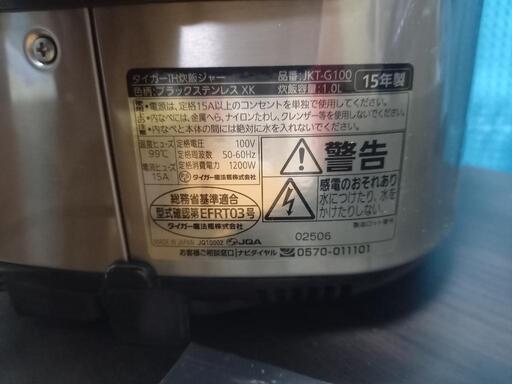 タイガーIH炊飯ジャー 品番:JKT-G100 15年製
色柄:ブラックステンレス XK 炊飯容量:1.0L
●電源は、定格15A以上のコンセントを単独で使用してください。
●内なべには、金属へら、ナイロンたわし、クレンザー等を使用しないでください。
●内なべと本体の間には絶対に水を入れないでください。
温度ヒューズ 99℃
電流ヒューズ 15A
定格電圧 100V
定格周波数 50-60Hz
定格消費電力 1200W
タイガー魔法瓶株式会社
総務省基準適合
型式確認第EFRT03号
タイガー魔法瓶株式会社
警告
感電のおそれあり
水につけたり、水を
かけたりしない。
製造ロット番号
02506
MADE IN JAPAN JQ10002 JQA
お客様ご相談窓口 ナビダイヤル 0570-011101